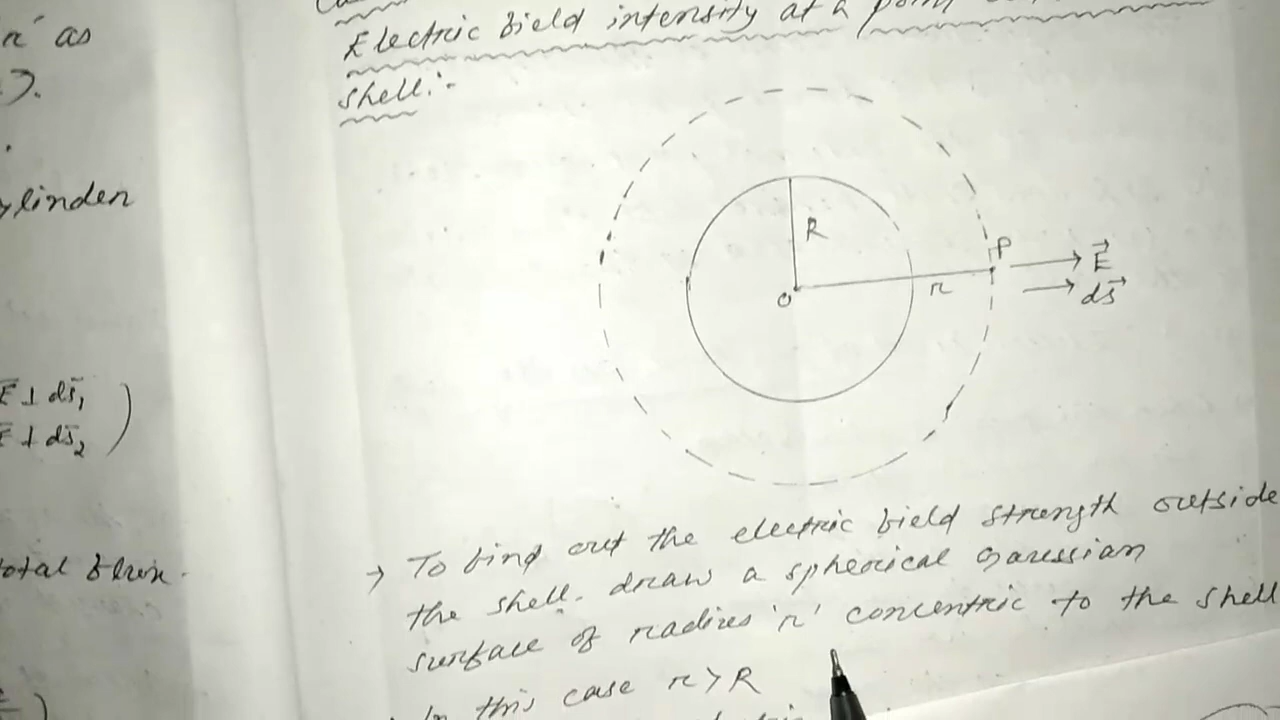 r' as
).
ylinder
E ⊥ ds₁
E ⊥ ds₂
total flux.
Electric field intensity at a point
shell:-
R
O
r
P
E⃗
ds⃗
→ To find out the electric field strength outside
the shell. draw a spherical Gaussian
surface of radius 'r' concentric to the shell
In this case r > R